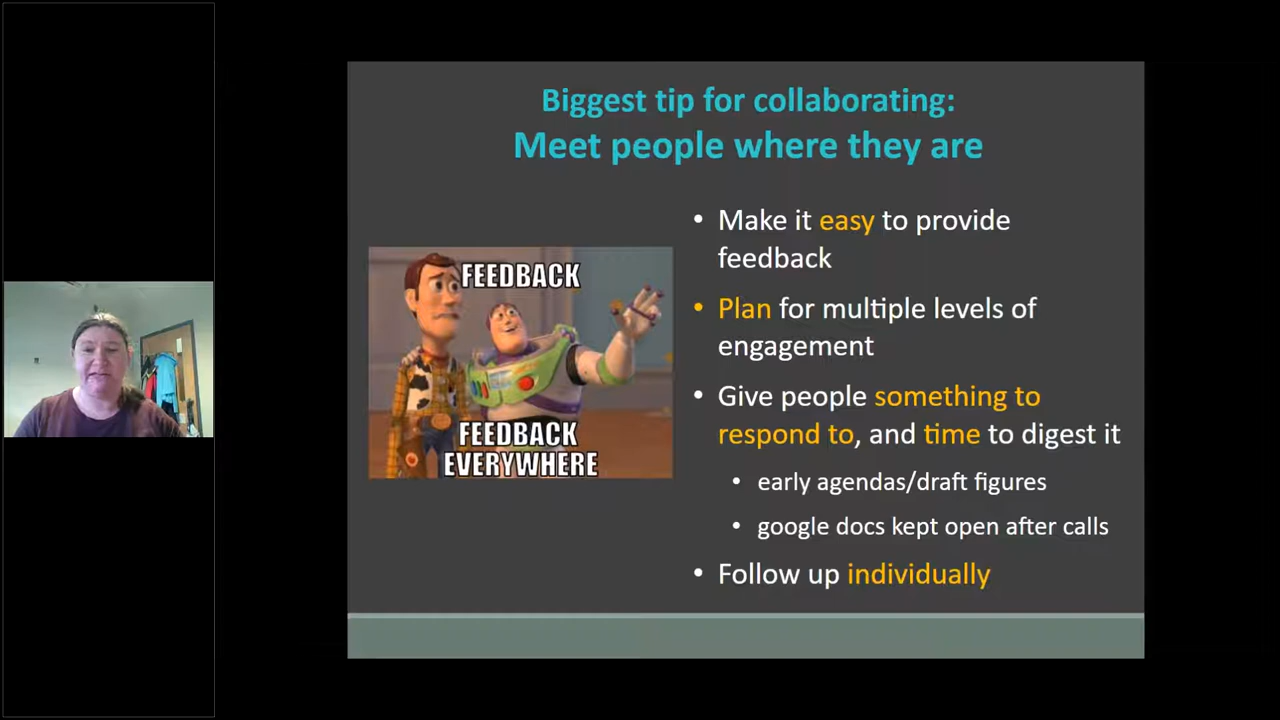 Biggest tip for collaborating:
Meet people where they are
FEEDBACK
FEEDBACK
EVERYWHERE
• Make it easy to provide
feedback
• Plan for multiple levels of
engagement
• Give people something to
respond to, and time to digest it
• early agendas/draft figures
• google docs kept open after calls
• Follow up individually